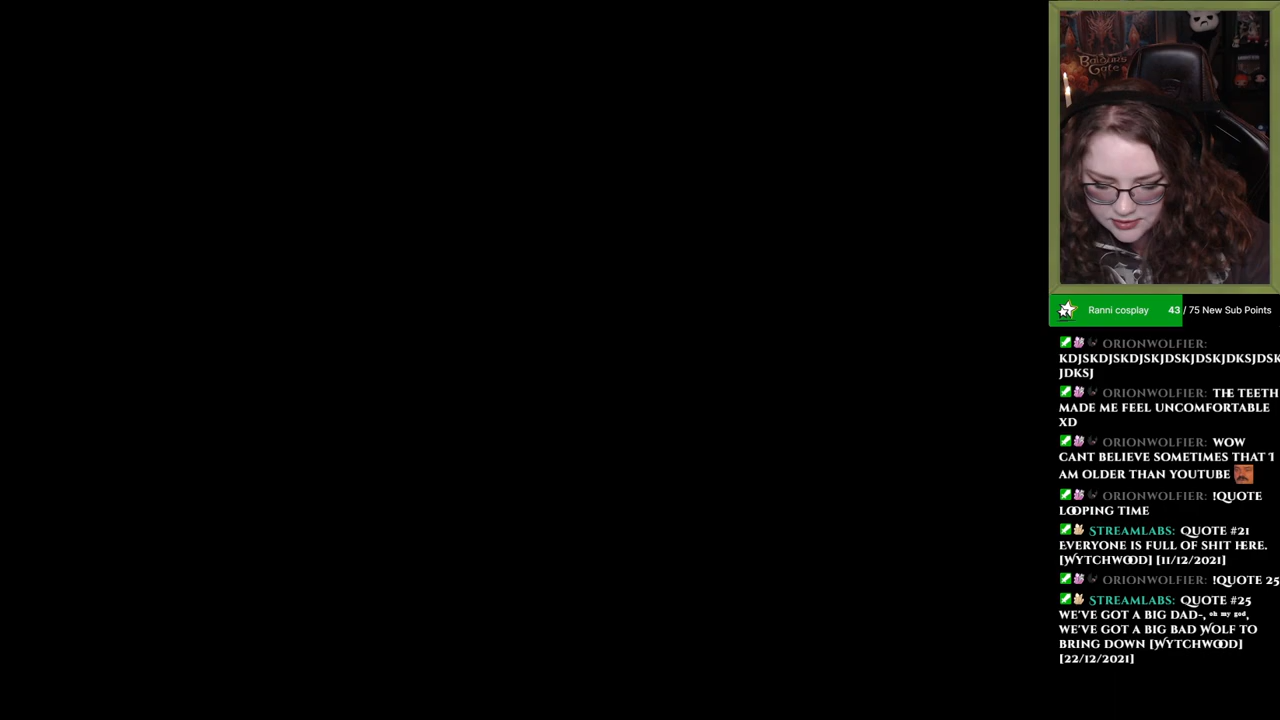 Baldur's
Gate
Ranni cosplay 43 / 75 New Sub Points
ORIONWOLFIER:
KDJSKDJSKDJSKJDSKJDSKJDKSJDSK
JDKSJ
ORIONWOLFIER: THE TEETH
MADE ME FEEL UNCOMFORTABLE
XD
ORIONWOLFIER: WOW
CANT BELIEVE SOMETIMES THAT I
AM OLDER THAN YOUTUBE
ORIONWOLFIER: !QUOTE
LOOPING TIME
STREAMLABS: QUOTE #21
EVERYONE IS FULL OF SHIT HERE.
[WYTCHWOOD] [11/12/2021]
ORIONWOLFIER: !QUOTE 25
STREAMLABS: QUOTE #25
WE'VE GOT A BIG DAD-, ᵒʰ ᵐʸ ᵍᵒᵈ,
WE'VE GOT A BIG BAD WOLF TO
BRING DOWN [WYTCHWOOD]
[22/12/2021]